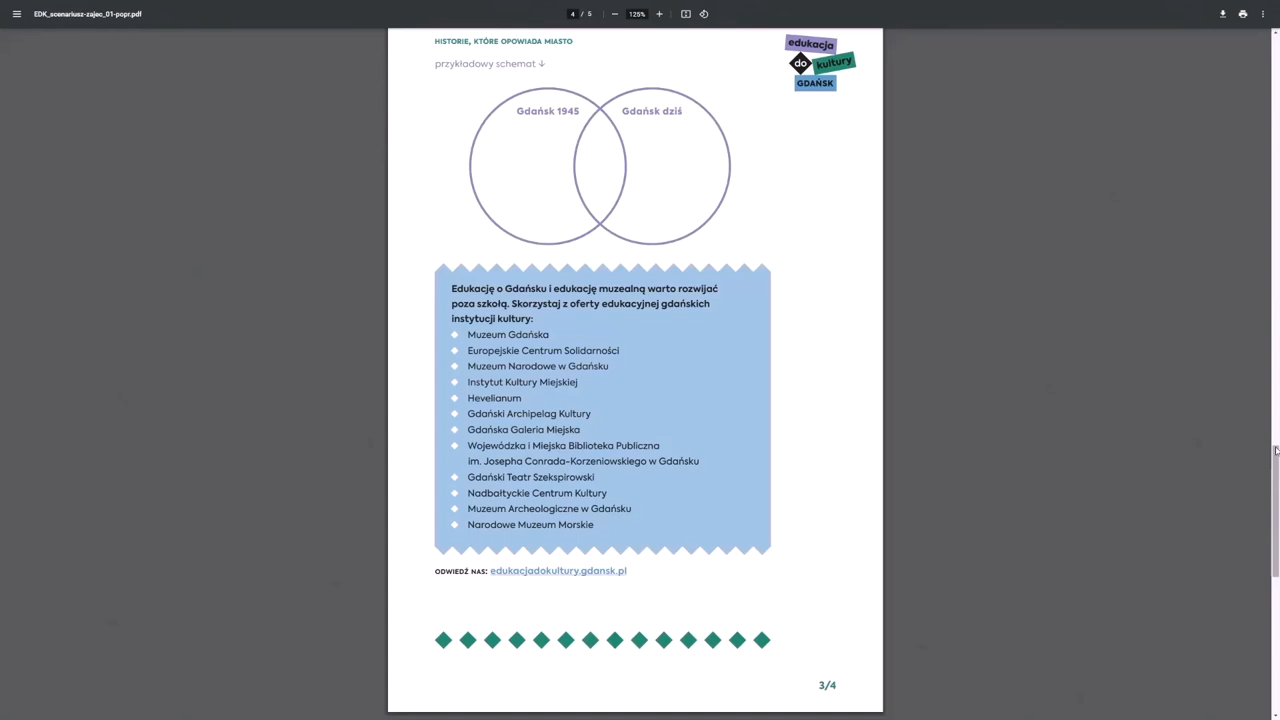 EDK_scenariusz-zajec_01-popr.pdf
4 / 5
125%
HISTORIE, KTÓRE OPOWIADA MIASTO
edukacja
do kultury
GDAŃSK
przykładowy schemat ↓
Gdańsk 1945
Gdańsk dziś
Edukację o Gdańsku i edukację muzealną warto rozwijać
poza szkołą. Skorzystaj z oferty edukacyjnej gdańskich
instytucji kultury:
Muzeum Gdańska
Europejskie Centrum Solidarności
Muzeum Narodowe w Gdańsku
Instytut Kultury Miejskiej
Hevelianum
Gdański Archipelag Kultury
Gdańska Galeria Miejska
Wojewódzka i Miejska Biblioteka Publiczna
im. Josepha Conrada-Korzeniowskiego w Gdańsku
Gdański Teatr Szekspirowski
Nadbałtyckie Centrum Kultury
Muzeum Archeologiczne w Gdańsku
Narodowe Muzeum Morskie
ODWIEDŹ NAS: edukacjadokultury.gdansk.pl
3/4